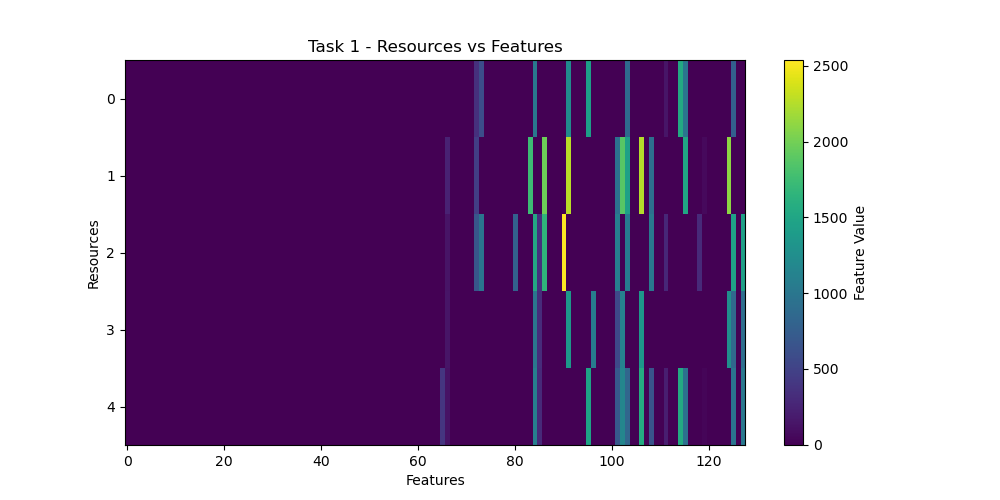 Task 1 - Resources vs Features
0
1
2
3
4
Resources
0 20 40 60 80 100 120
Features
2500
2000
1500
1000
500
0
Feature Value